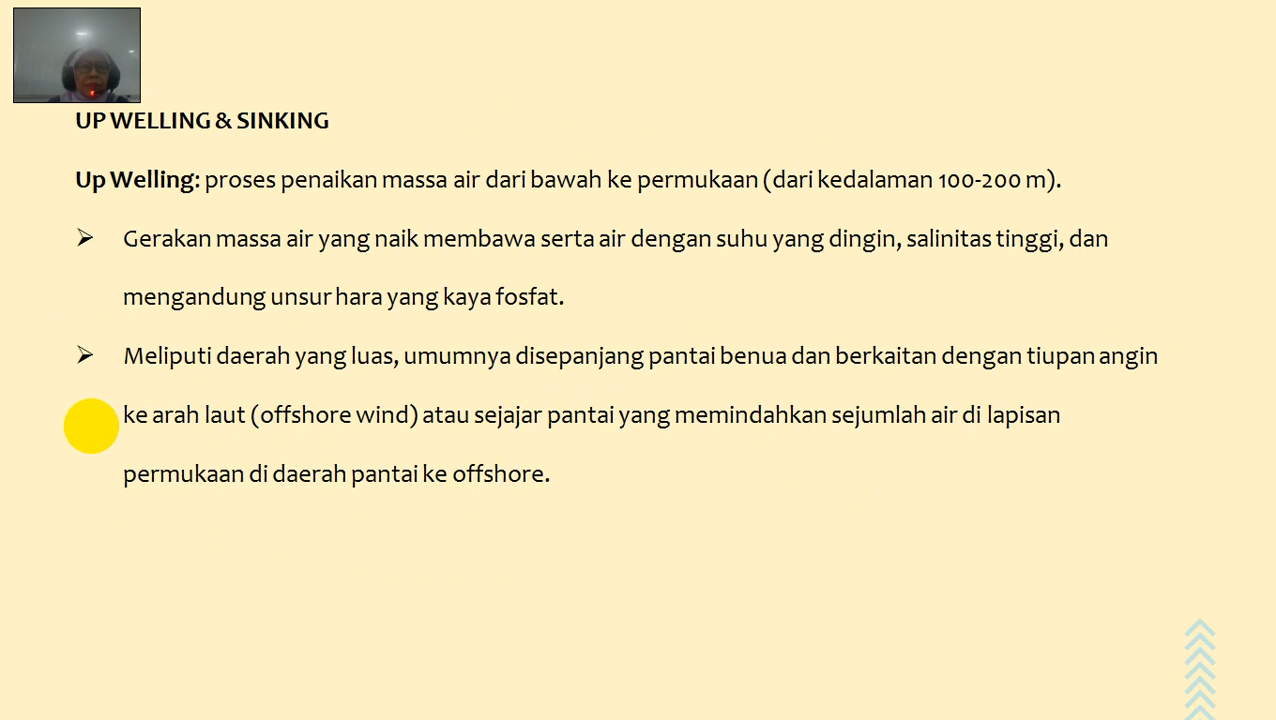 UP WELLING & SINKING
Up Welling: proses penaikan massa air dari bawah ke permukaan (dari kedalaman 100-200 m).
Gerakan massa air yang naik membawa serta air dengan suhu yang dingin, salinitas tinggi, dan
mengandung unsur hara yang kaya fosfat.
Meliputi daerah yang luas, umumnya disepanjang pantai benua dan berkaitan dengan tiupan angin
ke arah laut (offshore wind) atau sejajar pantai yang memindahkan sejumlah air di lapisan
permukaan di daerah pantai ke offshore.